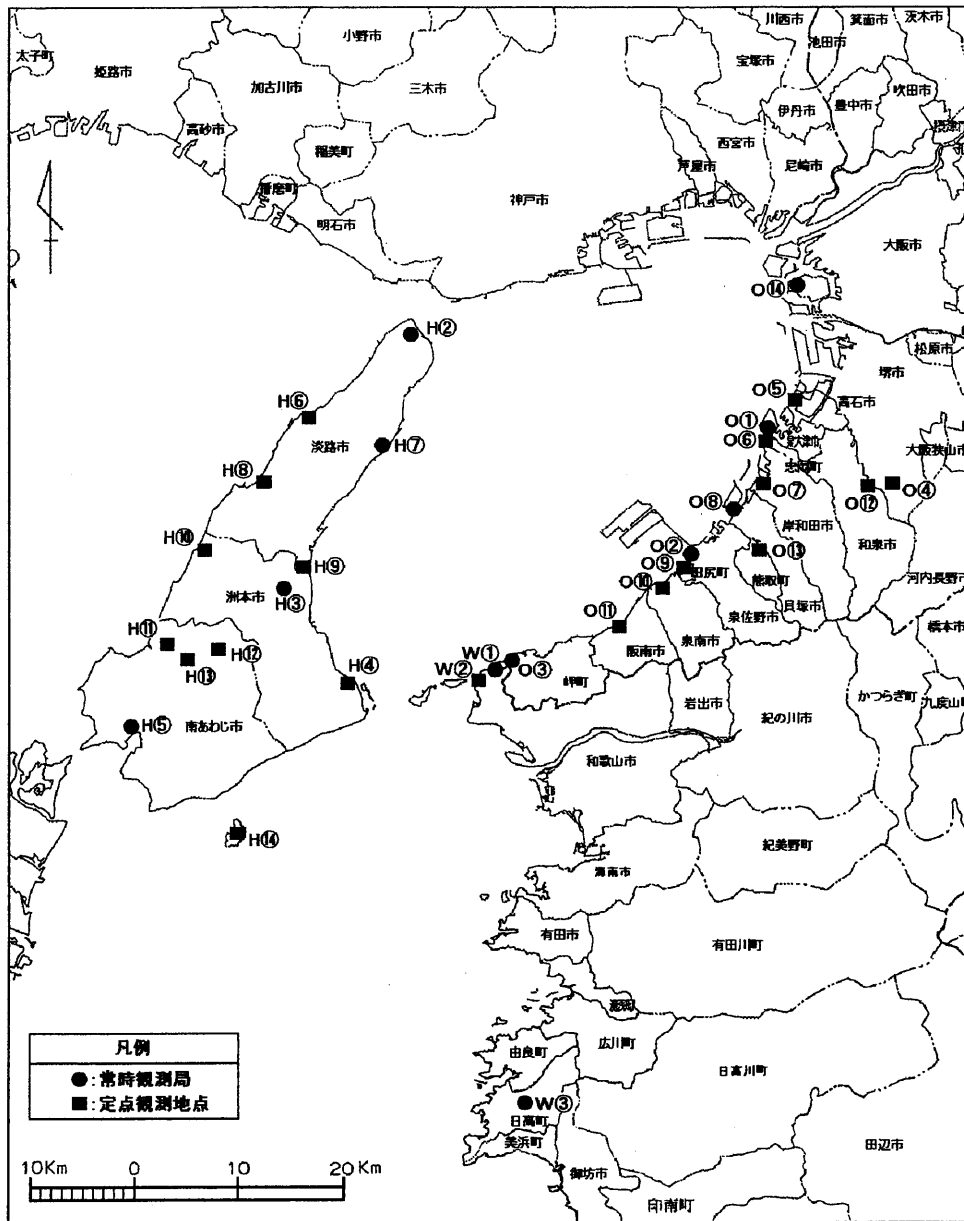 川西市
箕面市
茨木市
小野市
池田市
太子町
宝塚市
姫路市
加古川市
三木市
吹田市
豊中市
伊丹市
高砂市
摂津市
西宮市
稲美町
尼崎市
芦屋市
播磨町
神戸市
明石市
大阪市
O⑭
H②
松原市
堺市
O⑤
高石市
H⑥
O①
淡路市
H⑦
O⑥
泉大津市
大阪狭山市
忠岡町
H⑧
O⑦
O⑫
O④
O⑧
岸和田市
和泉市
H⑩
O②
O⑬
O⑨
田尻町
H⑨
熊取町
河内長野市
洲本市
H③
O⑩
貝塚市
泉佐野市
O⑪
橋本市
H⑪
泉南市
阪南市
H⑫
W①
H⑬
W②
O③
H④
岬町
かつらぎ町
九度山町
岩出市
紀の川市
H⑤
南あわじ市
和歌山市
H⑭
紀美野町
海南市
有田市
有田川町
湯浅町
凡例
広川町
由良町
●:常時観測局
日高川町
■:定点観測地点
W③
日高町
美浜町
田辺市
10Km 0 10 20Km
御坊市
印南町